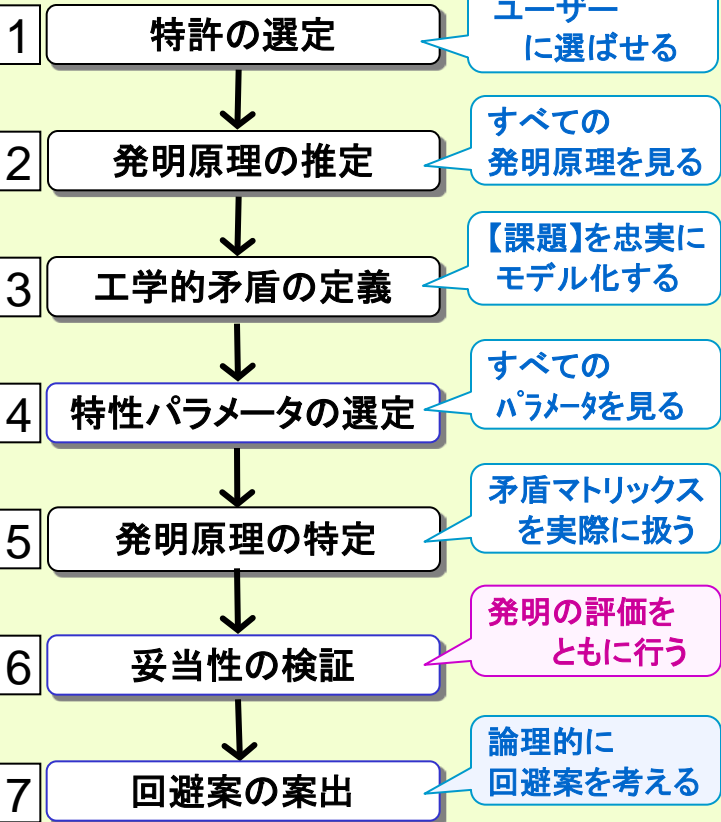 1
特許の選定
ユーザー
に選ばせる
2
発明原理の推定
すべての
発明原理を見る
3
工学的矛盾の定義
【課題】を忠実に
モデル化する
4
特性パラメータの選定
すべての
パラメータを見る
5
発明原理の特定
矛盾マトリックス
を実際に扱う
6
妥当性の検証
発明の評価を
ともに行う
7
回避案の案出
論理的に
回避案を考える